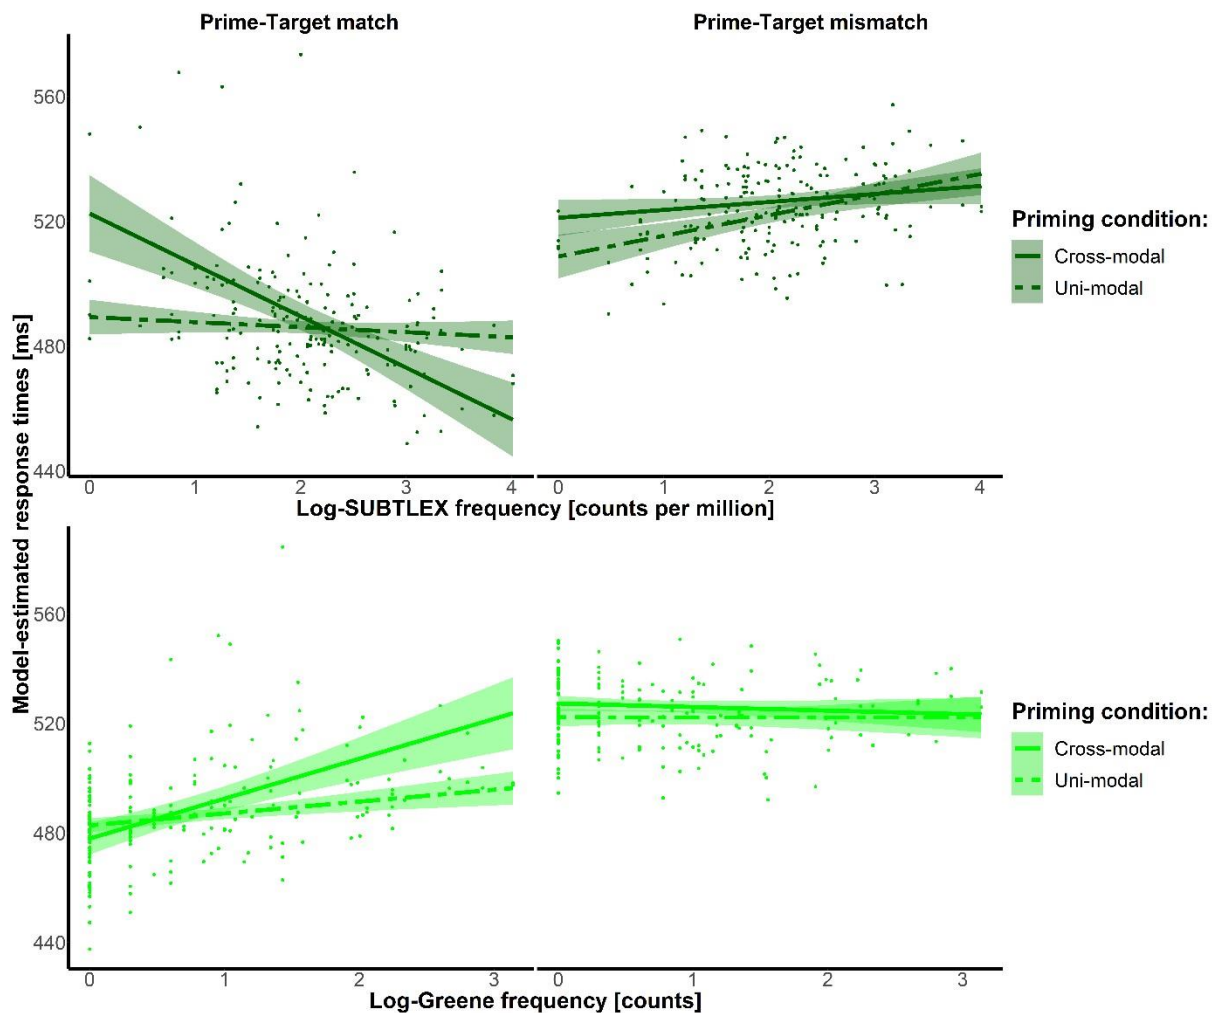 Prime-Target match
Prime-Target mismatch
Model-estimated response times [ms]
560
520
480
440
0 1 2 3 4
0 1 2 3 4
Log-SUBTLEX frequency [counts per million]
Priming condition:
Cross-modal
Uni-modal
560
520
480
440
0 1 2 3
0 1 2 3
Log-Greene frequency [counts]
Priming condition:
Cross-modal
Uni-modal